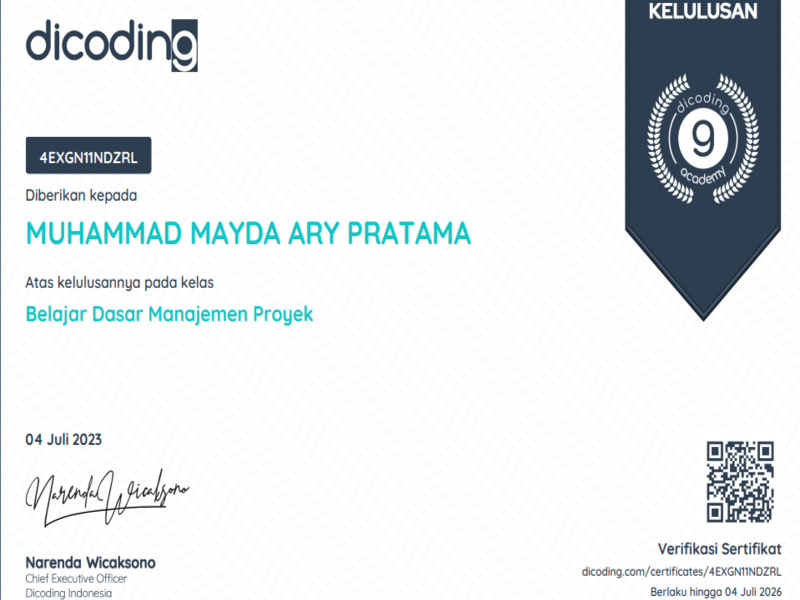 dicoding
KELULUSAN
dicoding
9
academy
4EXGN11NDZRL
Diberikan kepada
MUHAMMAD MAYDA ARY PRATAMA
Atas kelulusannya pada kelas
Belajar Dasar Manajemen Proyek
04 Juli 2023
Narenda Wicaksono
Narenda Wicaksono
Chief Executive Officer
Dicoding Indonesia
Verifikasi Sertifikat
dicoding.com/certificates/4EXGN11NDZRL
Berlaku hingga 04 Juli 2026